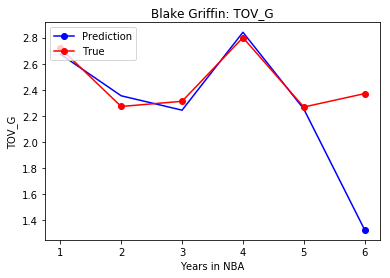 Blake Griffin: TOV_G
Prediction
True
TOV_G
2.8
2.6
2.4
2.2
2.0
1.8
1.6
1.4
1 2 3 4 5 6
Years in NBA